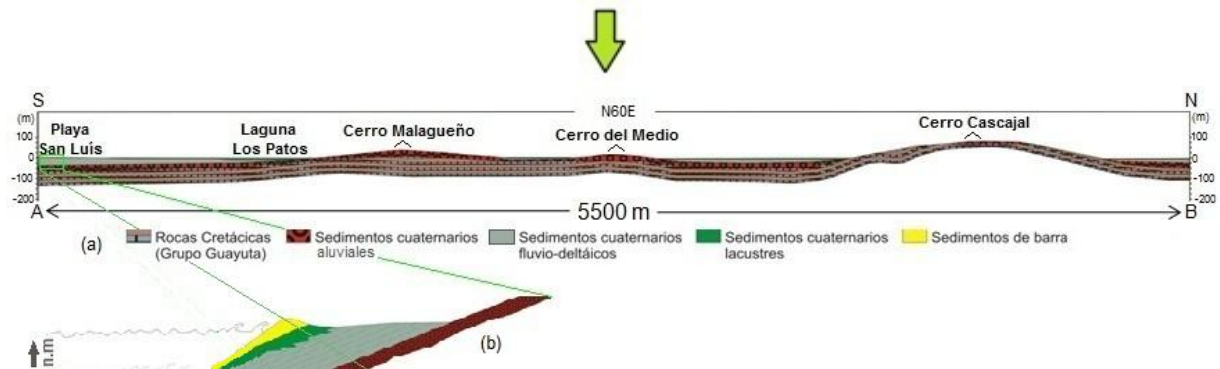 S N60E N
(m) (m)
Playa Laguna Cerro Malagueño Cerro del Medio Cerro Cascajal
San Luís Los Patos
100 100
0 0
-100 -100
-200 -200
A 5500 m B
(a) Rocas Cretácicas Sedimentos cuaternarios Sedimentos cuaternarios Sedimentos cuaternarios Sedimentos de barra
(Grupo Guayuta) aluviales fluvio-deltáicos lacustres
(b)
n.m